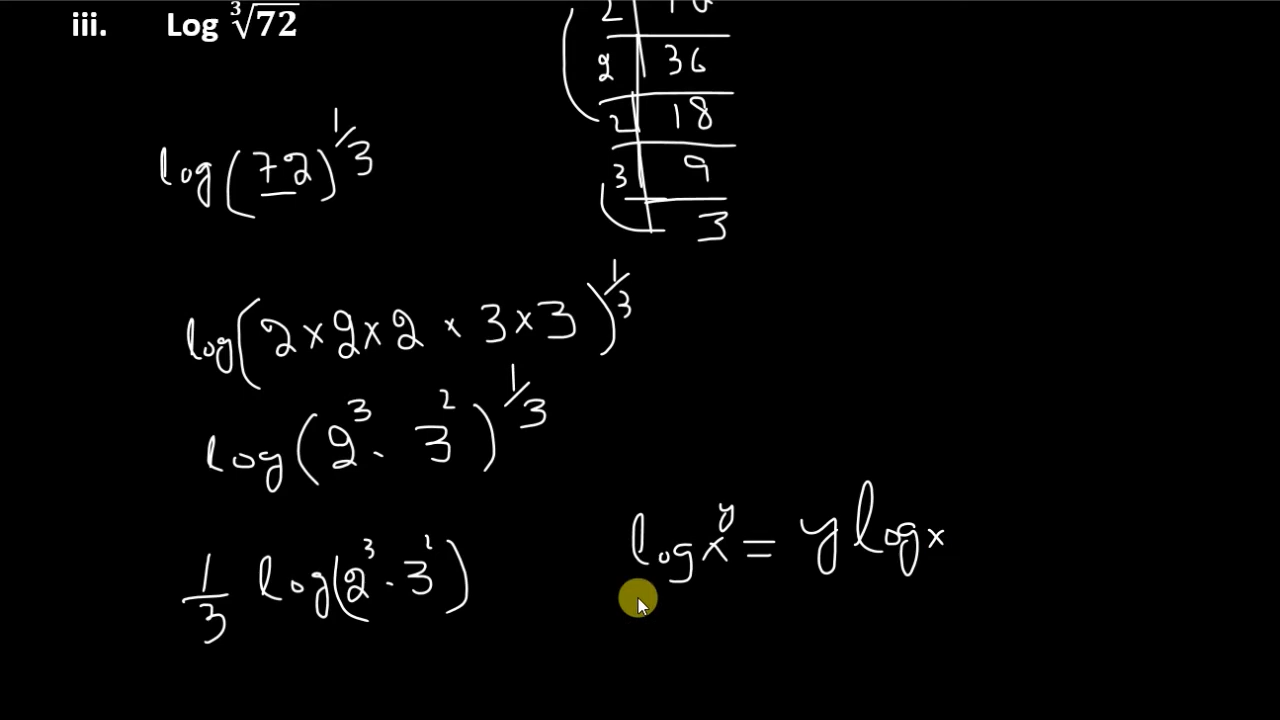 iii. Log ∛72
2
2 | 36
2 | 18
3 | 9
3
log(72)^1/3
log(2×2×2 × 3×3)^1/3
log(2^3 . 3^2)^1/3
1/3 log(2^3 . 3^2)
log x^y = y log x